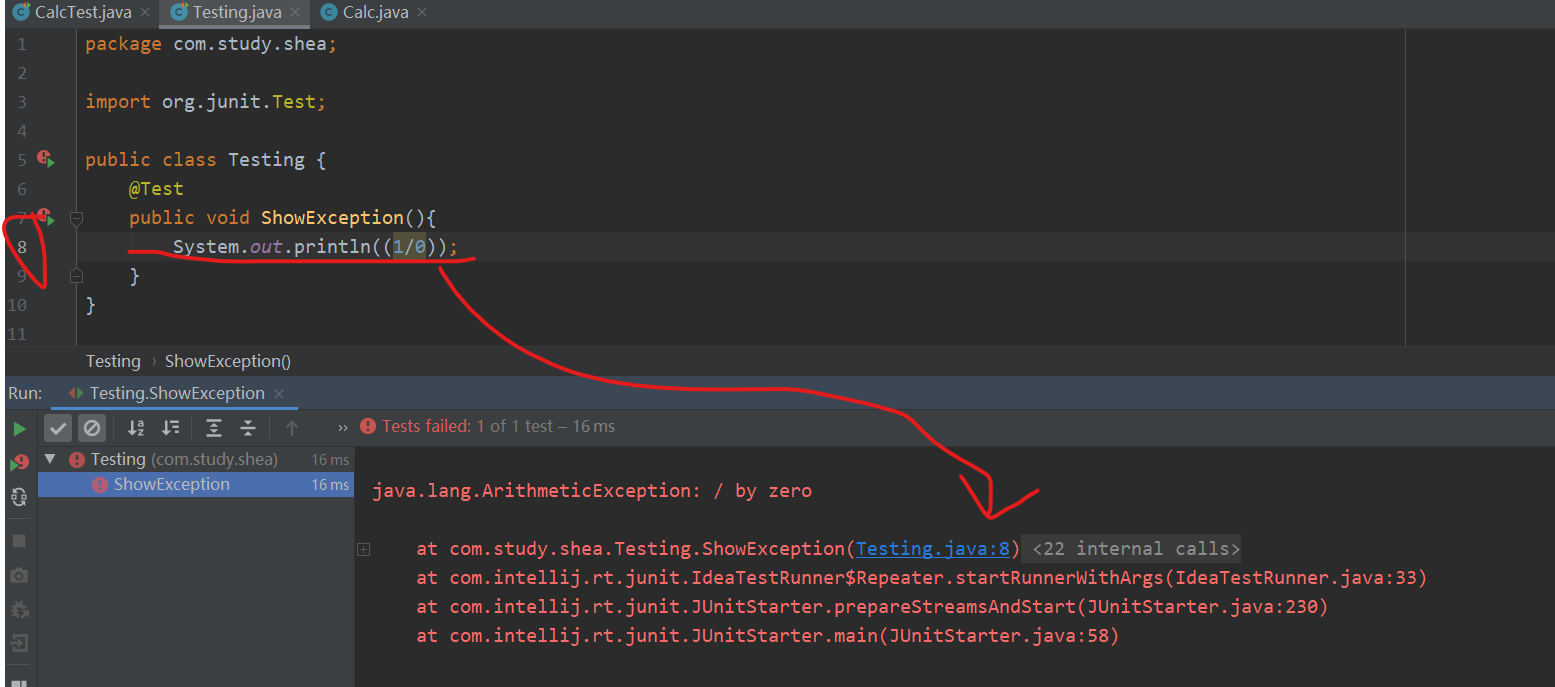 CalcTest.java Testing.java Calc.java
1 package com.study.shea;
2
3 import org.junit.Test;
4
5 public class Testing {
6 @Test
7 public void ShowException(){
8 System.out.println((1/0));
9 }
10 }
11
Testing › ShowException()
Run: Testing.ShowException
» Tests failed: 1 of 1 test – 16 ms
Testing (com.study.shea) 16 ms
ShowException 16 ms
java.lang.ArithmeticException: / by zero
at com.study.shea.Testing.ShowException(Testing.java:8) <22 internal calls>
at com.intellij.rt.junit.IdeaTestRunner$Repeater.startRunnerWithArgs(IdeaTestRunner.java:33)
at com.intellij.rt.junit.JUnitStarter.prepareStreamsAndStart(JUnitStarter.java:230)
at com.intellij.rt.junit.JUnitStarter.main(JUnitStarter.java:58)